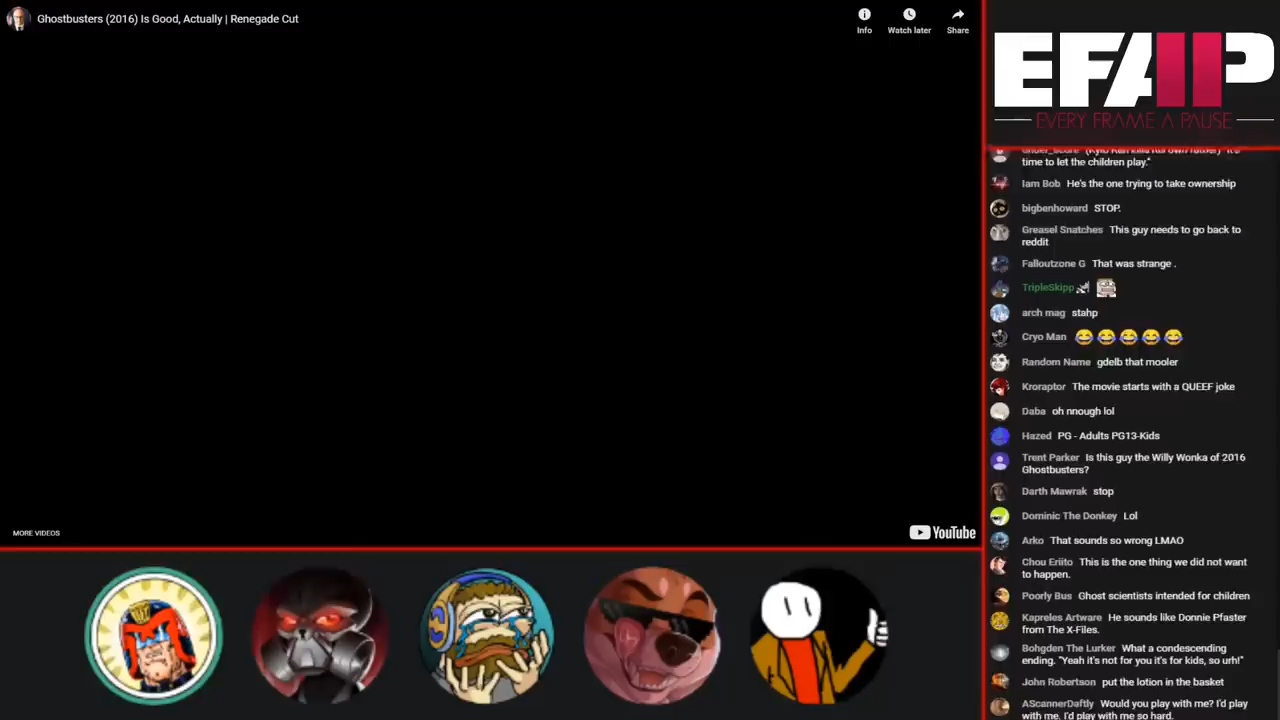 Ghostbusters (2016) Is Good, Actually | Renegade Cut
Info
Watch later
Share
MORE VIDEOS
YouTube
EFAP
EVERY FRAME A PAUSE
time to let the children play."
Iam Bob He's the one trying to take ownership
bigbenhoward STOP.
Greasel Snatches This guy needs to go back to
reddit
Falloutzone G That was strange .
TripleSkipp
arch mag stahp
Cryo Man 😂😂😂😂😂
Random Name gdelb that mooler
Kroraptor The movie starts with a QUEEF joke
Daba oh nnough lol
Hazed PG - Adults PG13-Kids
Trent Parker Is this guy the Willy Wonka of 2016
Ghostbusters?
Darth Mawrak stop
Dominic The Donkey Lol
Arko That sounds so wrong LMAO
Chou Eriito This is the one thing we did not want
to happen.
Poorly Bus Ghost scientists intended for children
Kapreles Artware He sounds like Donnie Pfaster
from The X-Files.
Bohgden The Lurker What a condescending
ending. "Yeah it's not for you it's for kids, so urh!"
John Robertson put the lotion in the basket
AScannerDaftly Would you play with me? I'd play
with me. I'd play with me so hard.